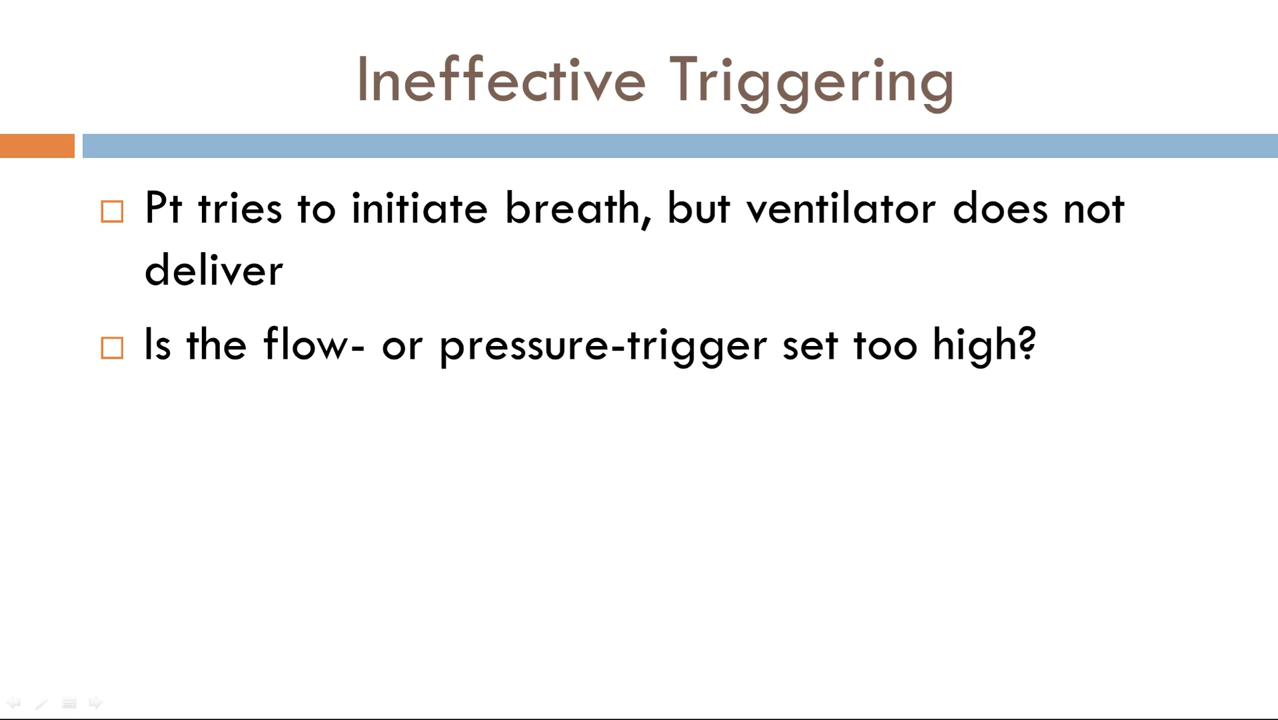 Ineffective Triggering
Pt tries to initiate breath, but ventilator does not
deliver
Is the flow- or pressure-trigger set too high?